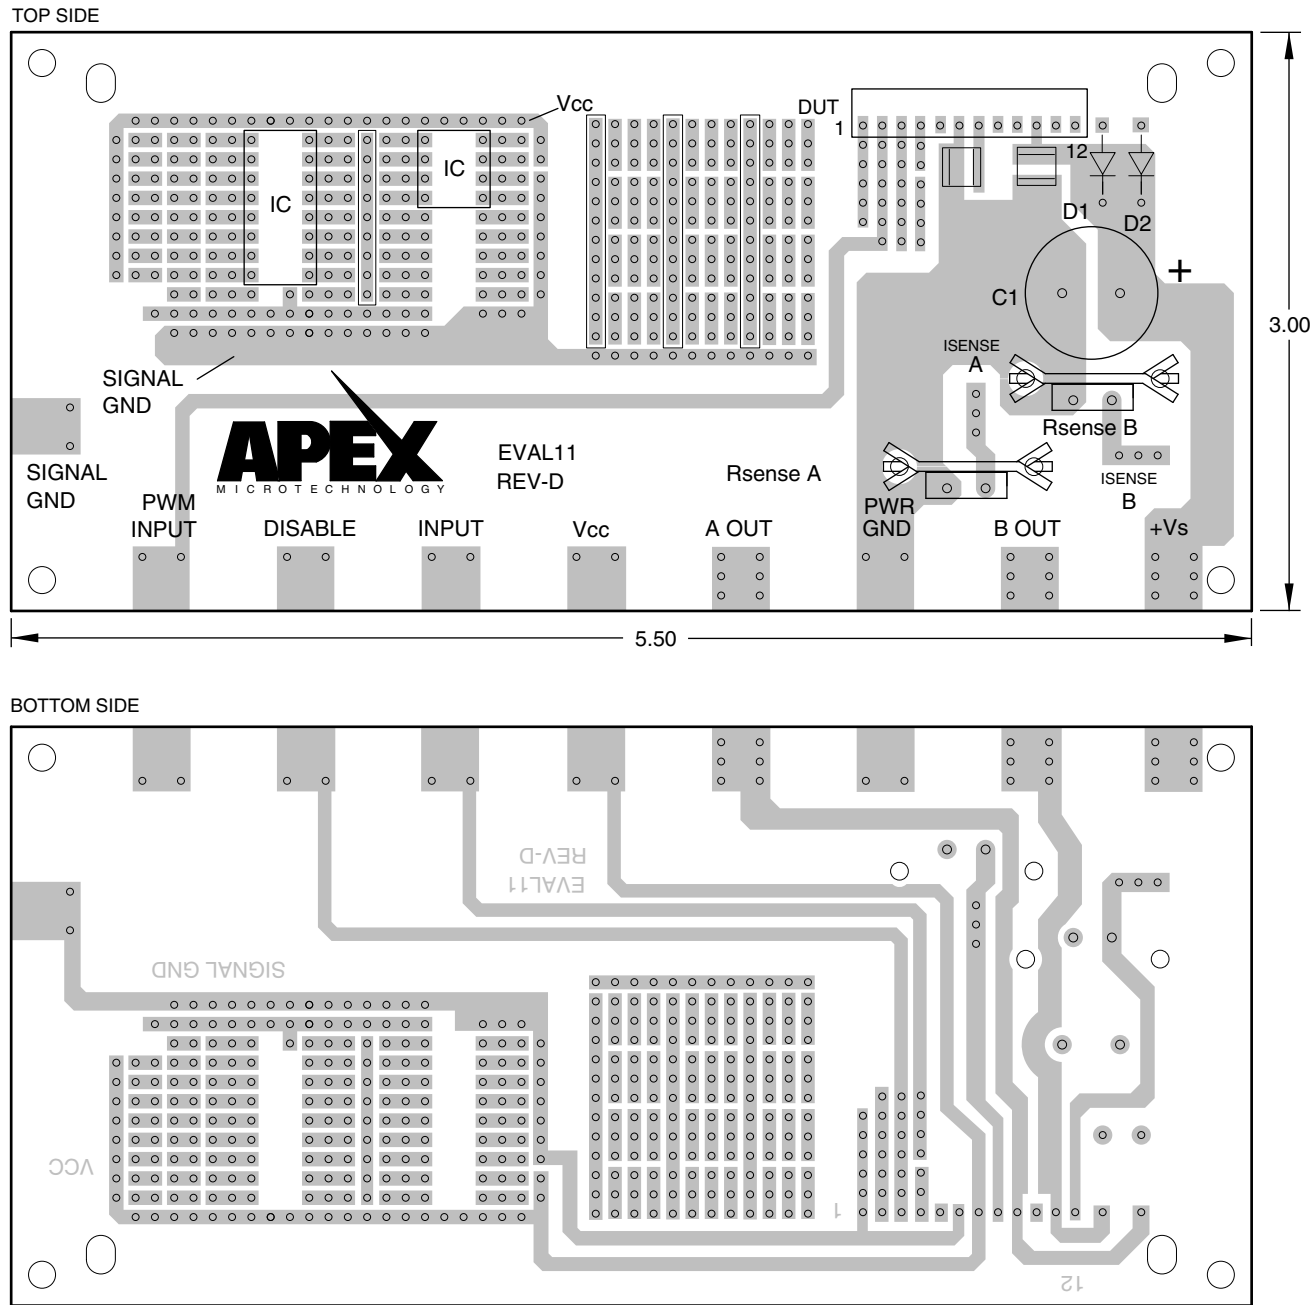 TOP SIDE
Vcc
DUT
1
12
IC
IC
D1
D2
+
C1
3.00
ISENSE
A
SIGNAL
GND
Rsense B
APEX
MICROTECHNOLOGY
EVAL11
REV-D
Rsense A
ISENSE
B
SIGNAL
GND
PWM
INPUT
DISABLE
INPUT
Vcc
A OUT
PWR
GND
B OUT
+Vs
5.50
BOTTOM SIDE
REV-D
EVAL11
SIGNAL GND
VCC
1
12